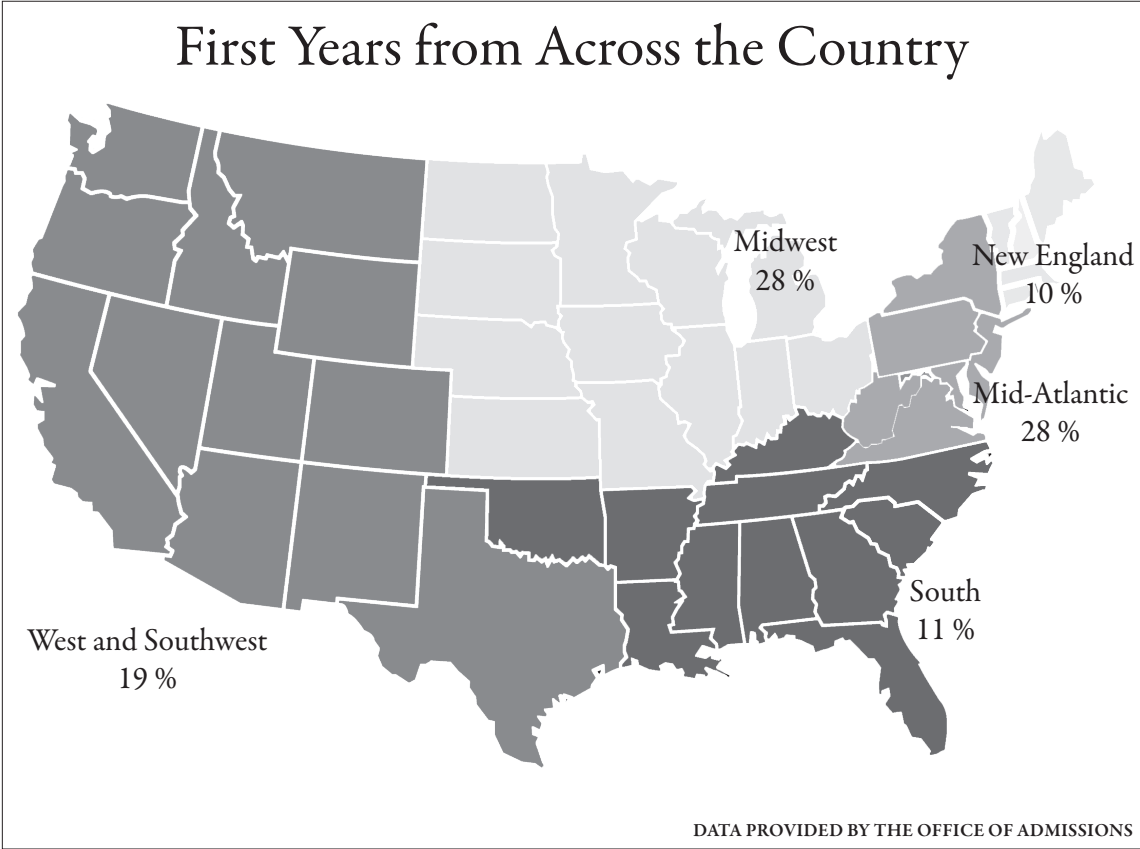 First Years from Across the Country
Midwest
28 %
New England
10 %
Mid-Atlantic
28 %
South
11 %
West and Southwest
19 %
DATA PROVIDED BY THE OFFICE OF ADMISSIONS